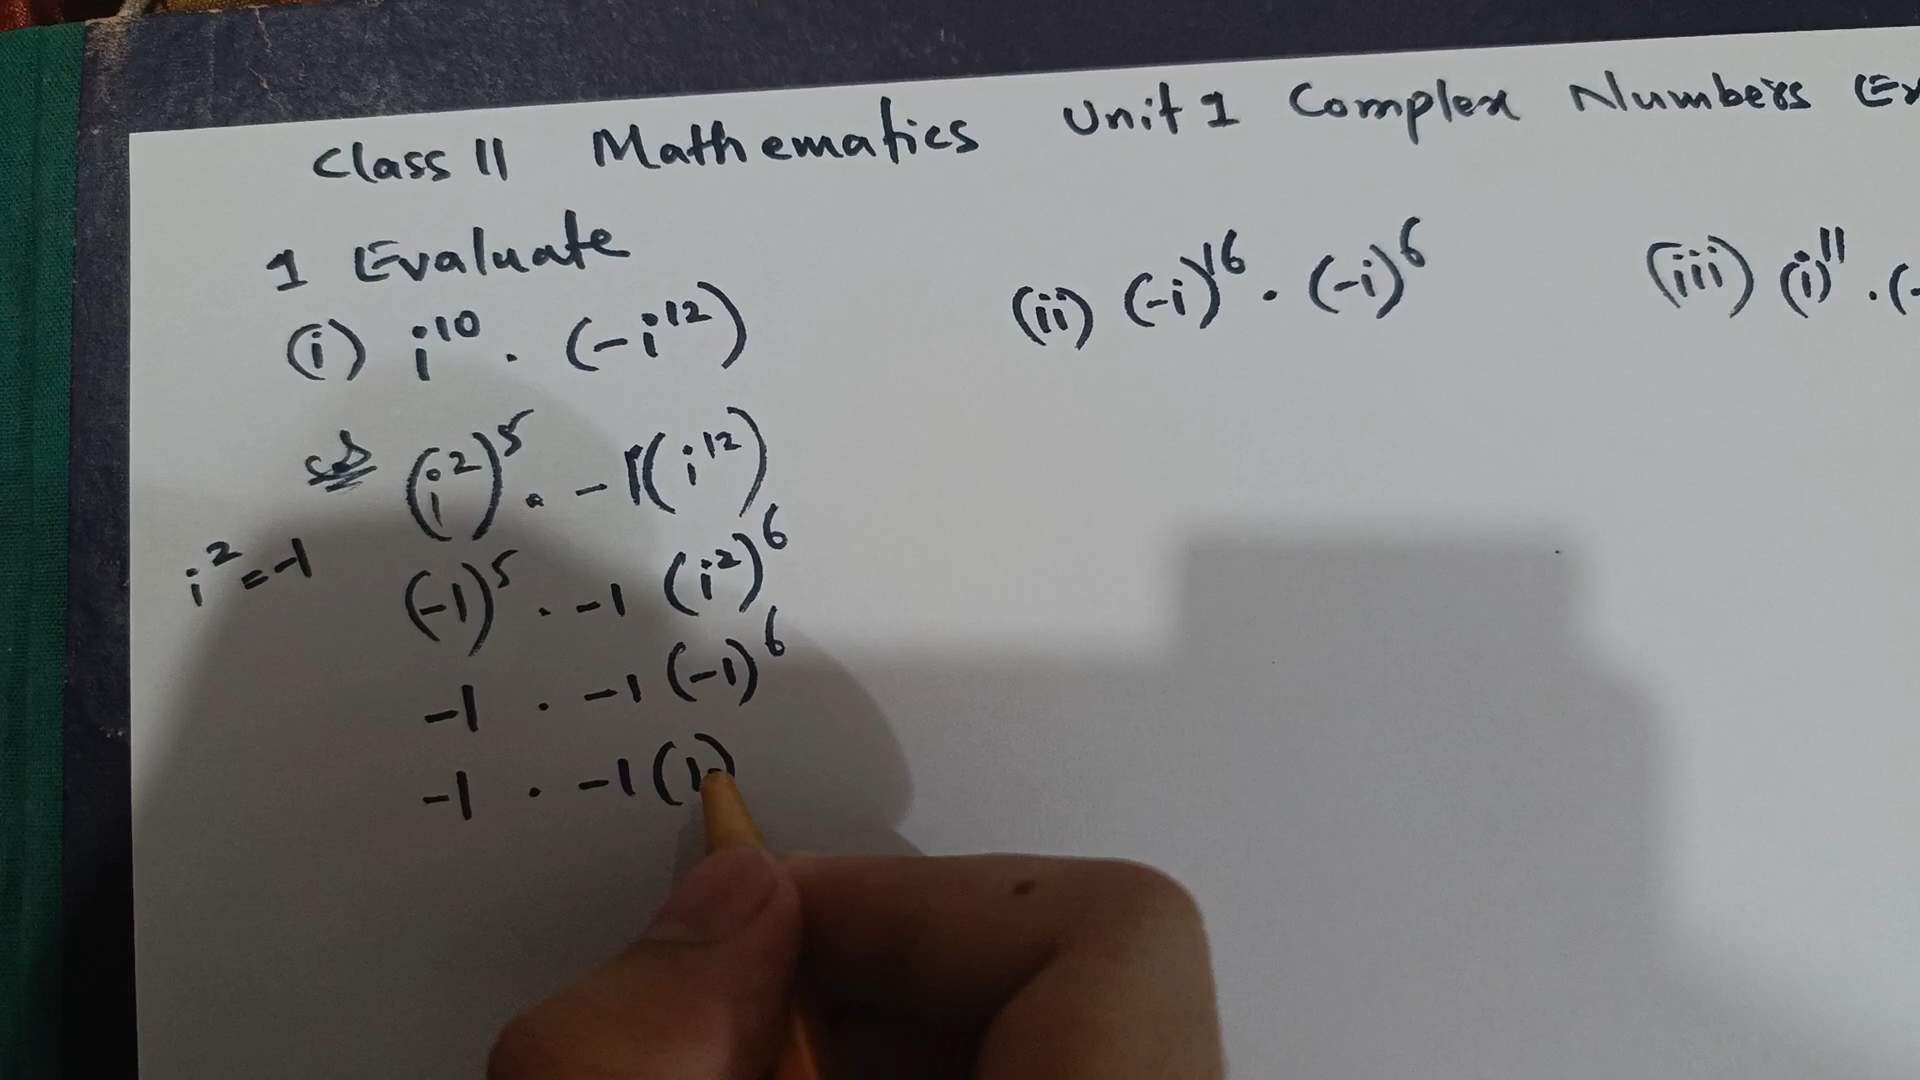 Class 11 Mathematics Unit 1 Complex Numbers
1 Evaluate
(i) i¹⁰ . (-i¹²) (ii) (-i)¹⁶ . (-i)⁶ (iii) (i)¹¹ . (-
Sol (i²)⁵ . -1(i¹²)
i² = -1 (-1)⁵ . -1 (i²)⁶
-1 . -1 (-1)⁶
-1 . -1 (1)